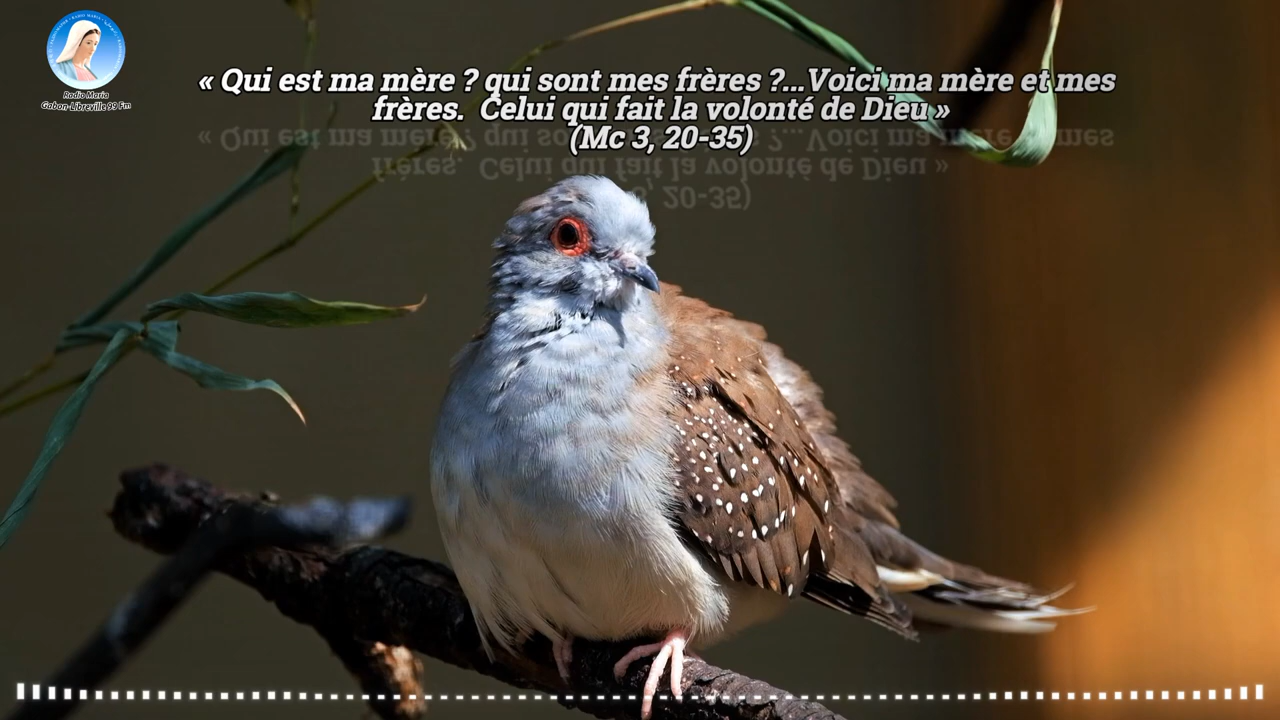 Radio Maria
Gabon-Libreville 99 Fm
« Qui est ma mère ? qui sont mes frères ?...Voici ma mère et mes
frères.  Celui qui fait la volonté de Dieu »
(Mc 3, 20-35)